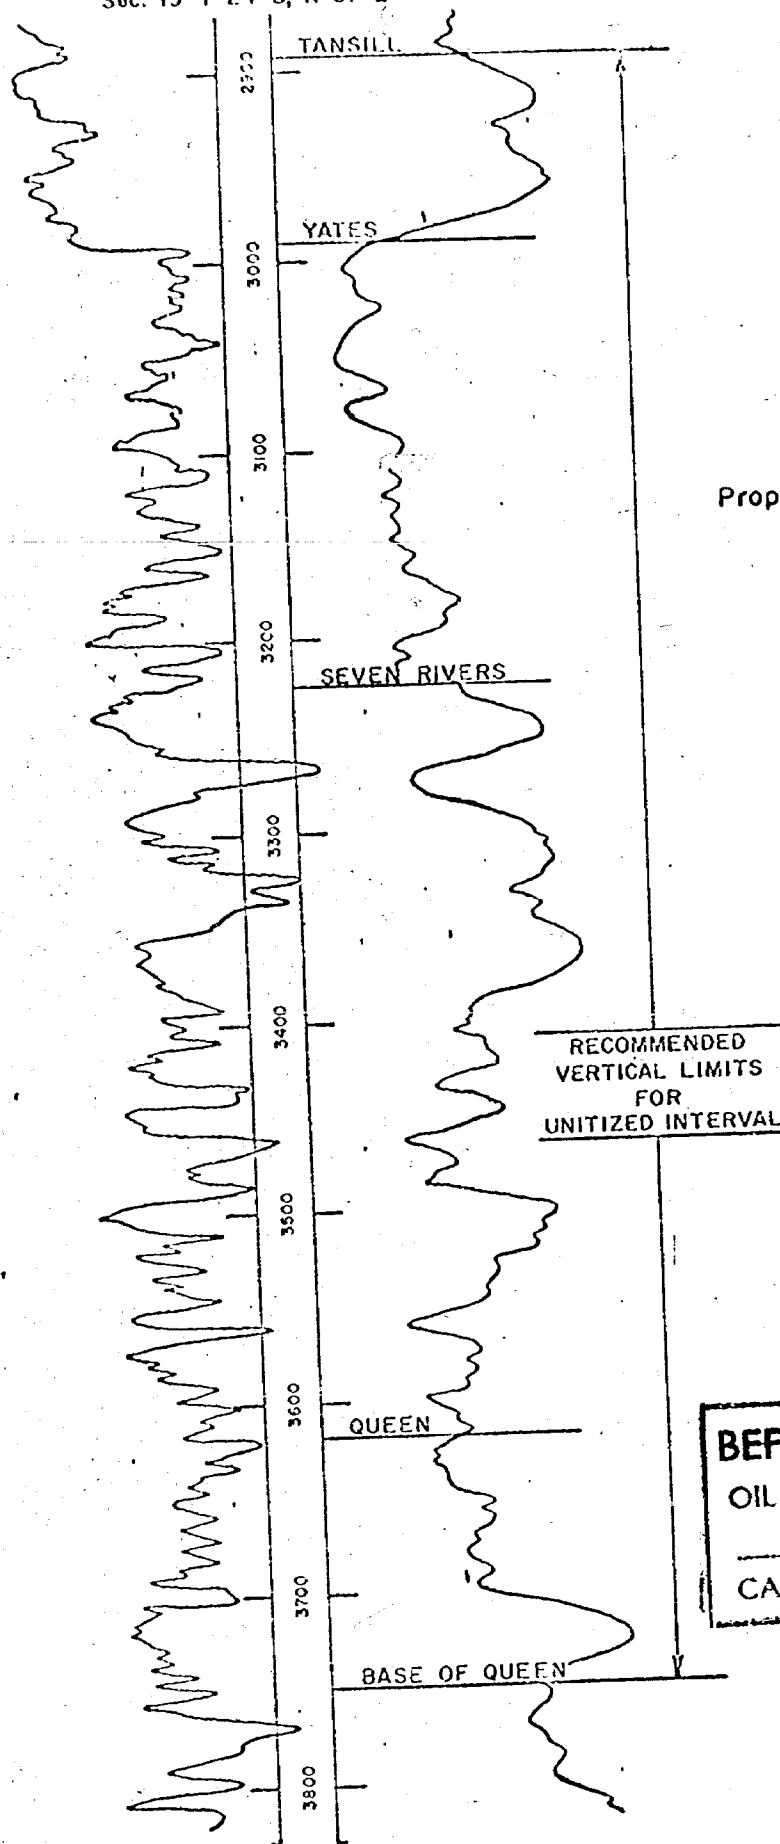 TANSILL
2900
YATES
3000
3100
Prop
3200
SEVEN RIVERS
3300
3400
RECOMMENDED
VERTICAL LIMITS
FOR
UNITIZED INTERVAL
3500
3600
QUEEN
BEF
OIL
CA
3700
BASE OF QUEEN
3800